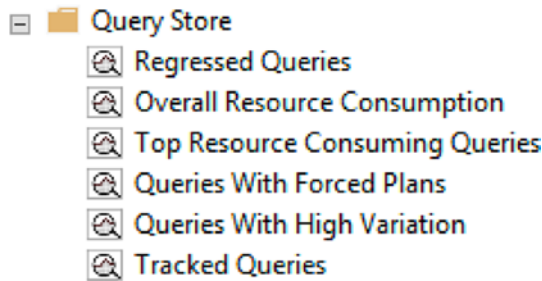 Query Store
Regressed Queries
Overall Resource Consumption
Top Resource Consuming Queries
Queries With Forced Plans
Queries With High Variation
Tracked Queries